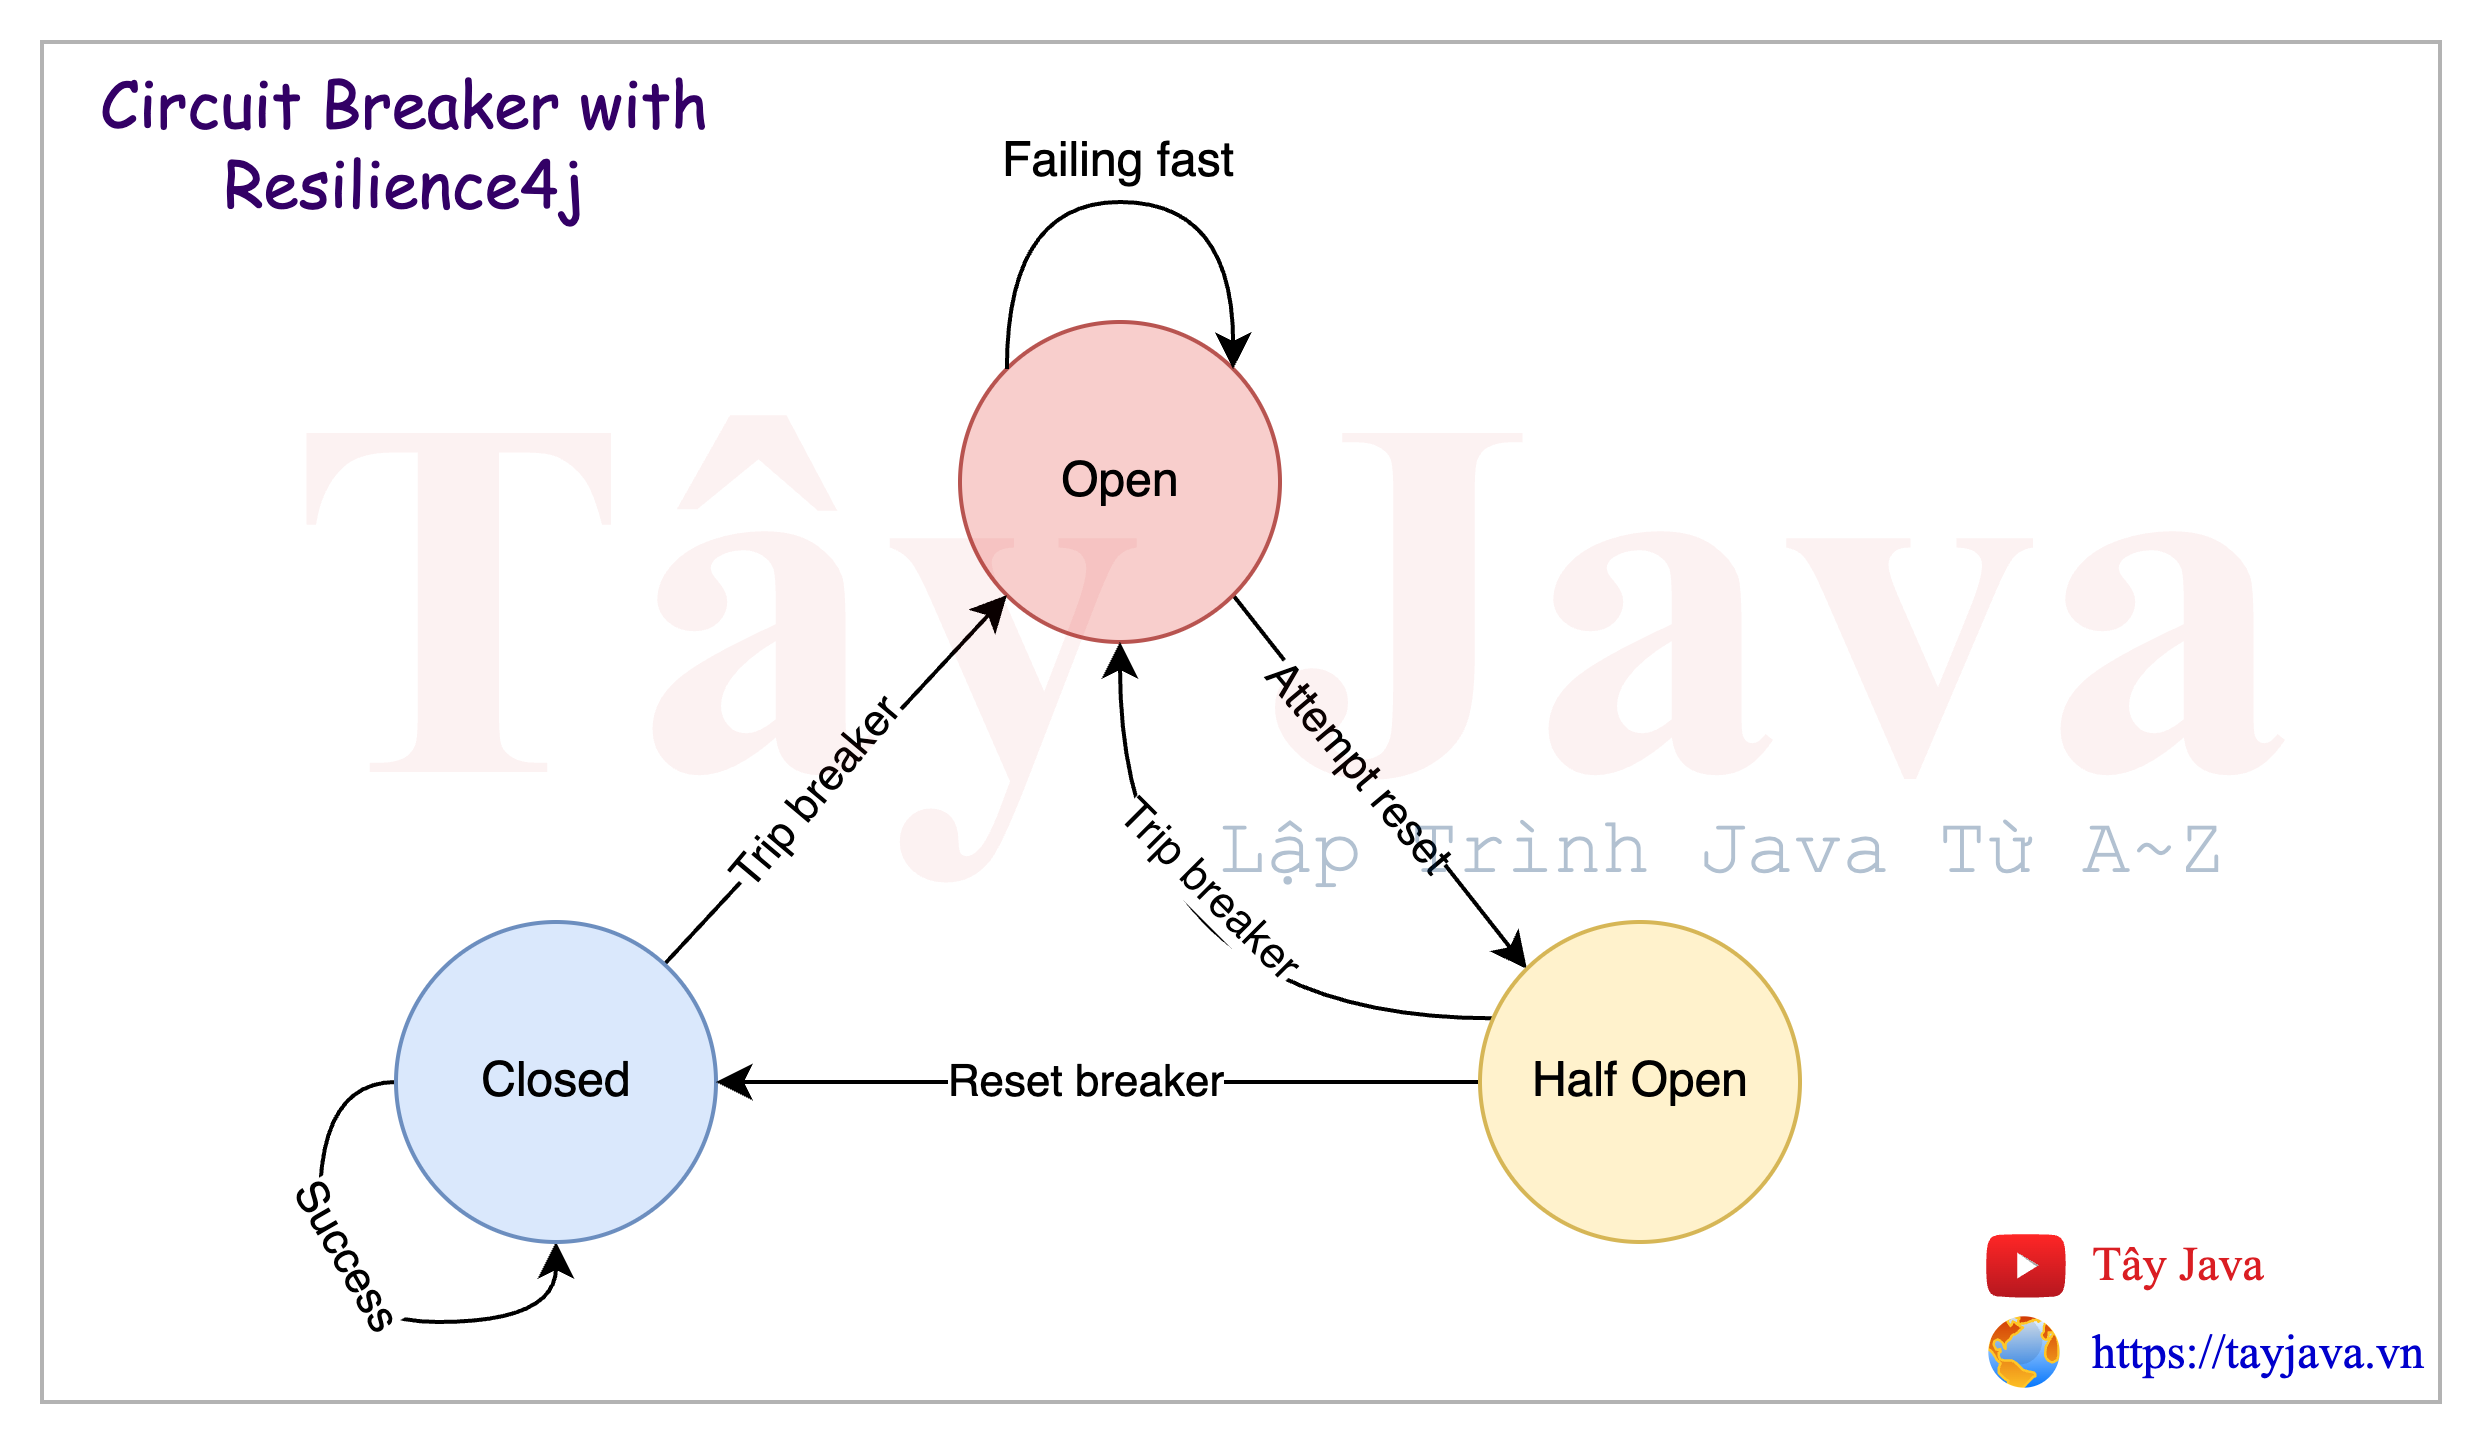 Circuit Breaker with
Resilience4j
Failing fast
Open
Tây Java
Attempt reset
Trip breaker
Trip breaker
Lập Trình Java Từ A~Z
Closed
Reset breaker
Half Open
Success
Tây Java
https://tayjava.vn